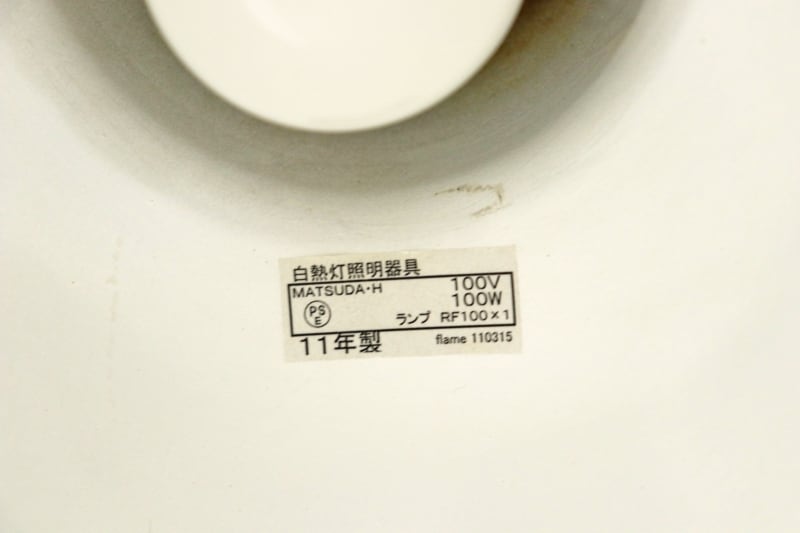 白熱灯照明器具
MATSUDA・H 100V
100W
PS
E
ランプ RF100×1
11年製 flame 110315